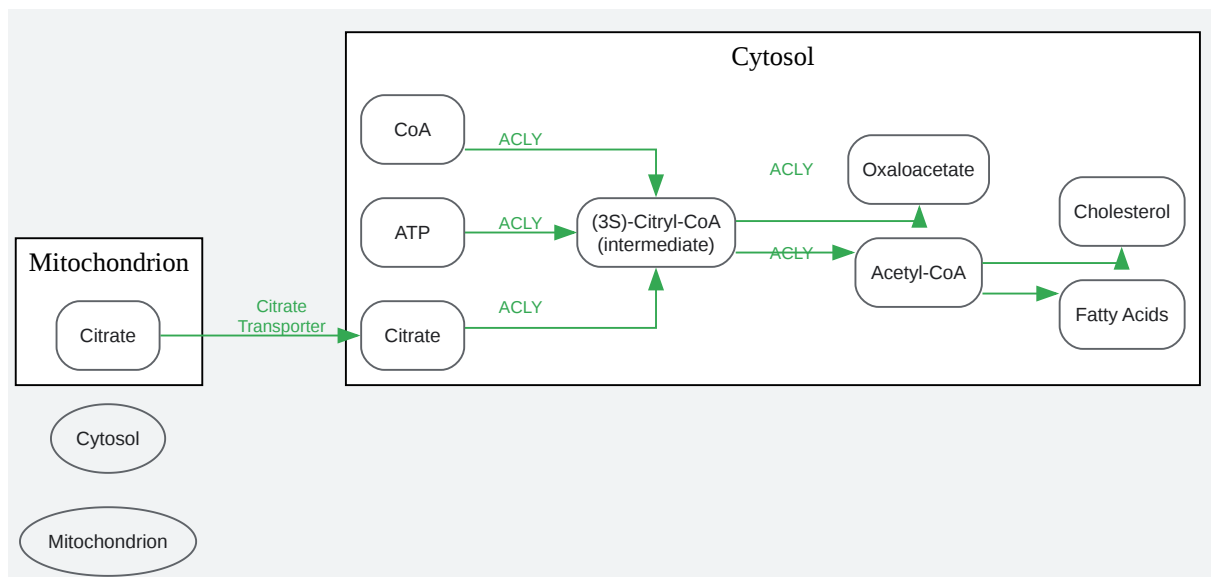 Cytosol
CoA
ACLY
ACLY
Oxaloacetate
Cholesterol
ATP
ACLY
(3S)-Citryl-CoA
(intermediate)
ACLY
Acetyl-CoA
Mitochondrion
Citrate
Citrate
Transporter
Citrate
ACLY
Fatty Acids
Cytosol
Mitochondrion